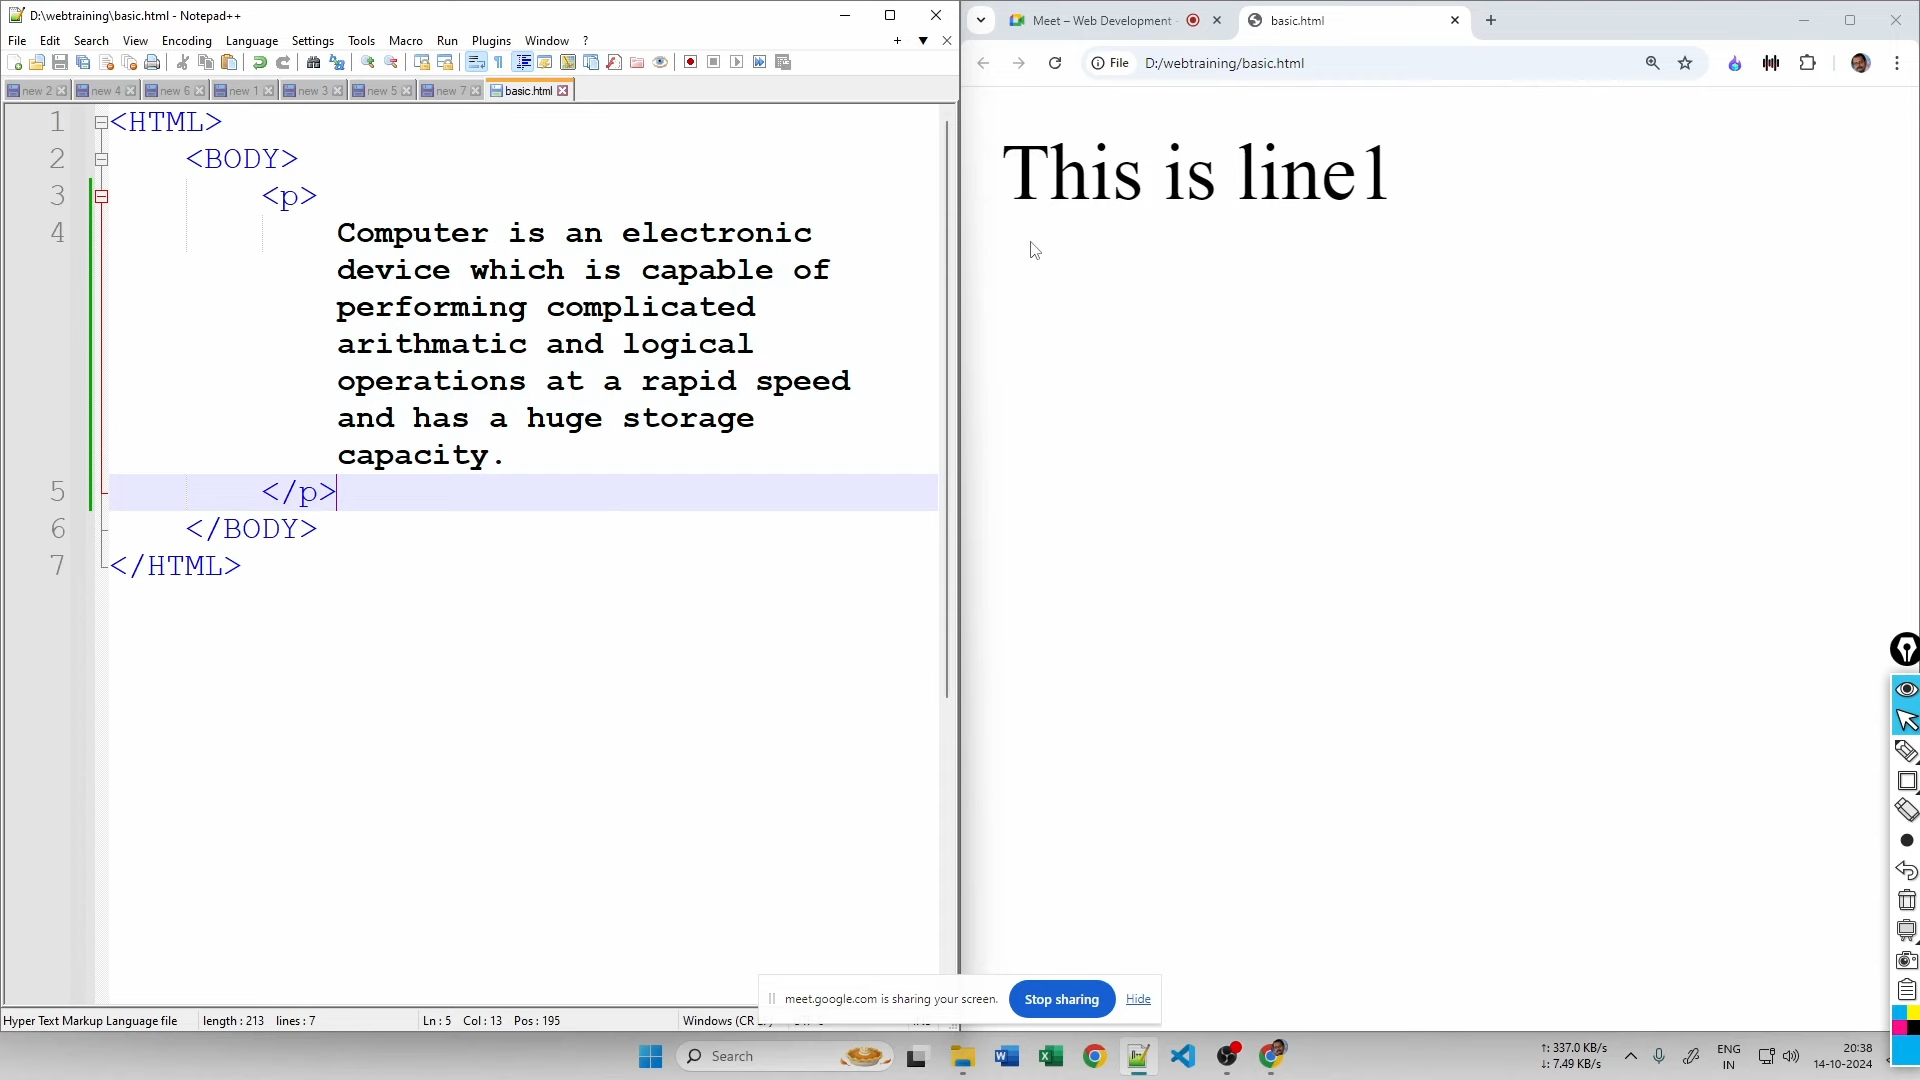 D:\webtraining\basic.html - Notepad++
File Edit Search View Encoding Language Settings Tools Macro Run Plugins Window ?
new 2 new 4 new 6 new 1 new 3 new 5 new 7 basic.html
1 <HTML>
2 <BODY>
3 <p>
4 Computer is an electronic
device which is capable of
performing complicated
arithmatic and logical
operations at a rapid speed
and has a huge storage
capacity.
5 </p>
6 </BODY>
7 </HTML>
Hyper Text Markup Language file length : 213 lines : 7 Ln : 5 Col : 13 Pos : 195 Windows (CR
Meet – Web Development - basic.html
File D:/webtraining/basic.html
This is line1
meet.google.com is sharing your screen. Stop sharing Hide
Search
↑: 337.0 KB/s
↓: 7.49 KB/s
ENG
IN
20:38
14-10-2024